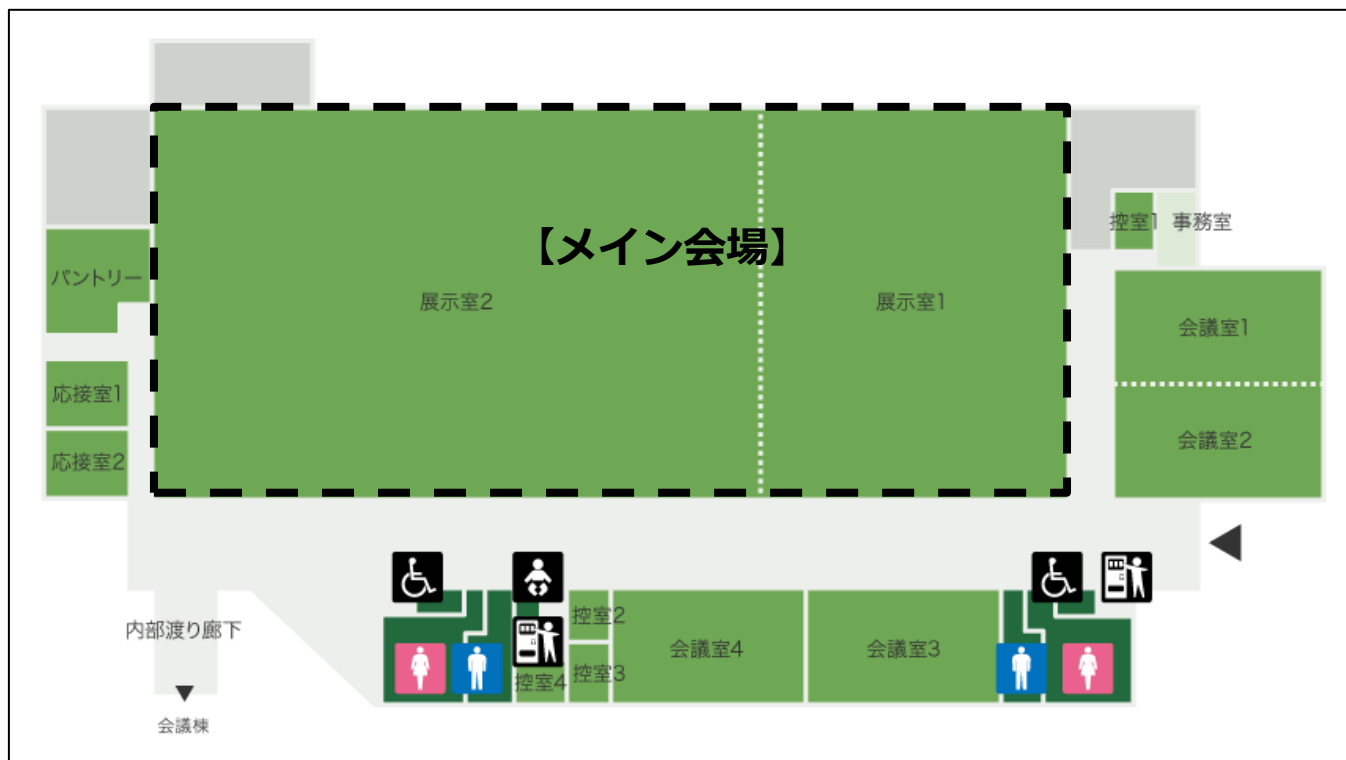 控室1
事務室
【メイン会場】
パントリー
展示室2
展示室1
会議室1
応接室1
会議室2
応接室2
内部渡り廊下
控室2
会議室4
会議室3
控室3
控室4
会議棟